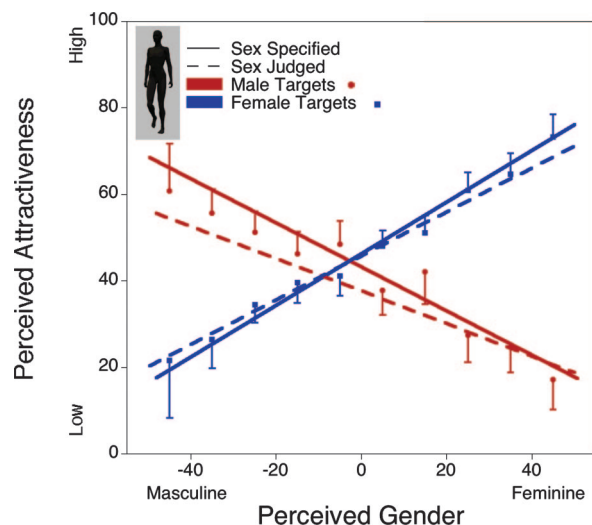 100
High
Sex Specified
Sex Judged
Male Targets
Female Targets
80
60
Perceived Attractiveness
40
20
Low
0
-40
-20
0
20
40
Masculine
Feminine
Perceived Gender